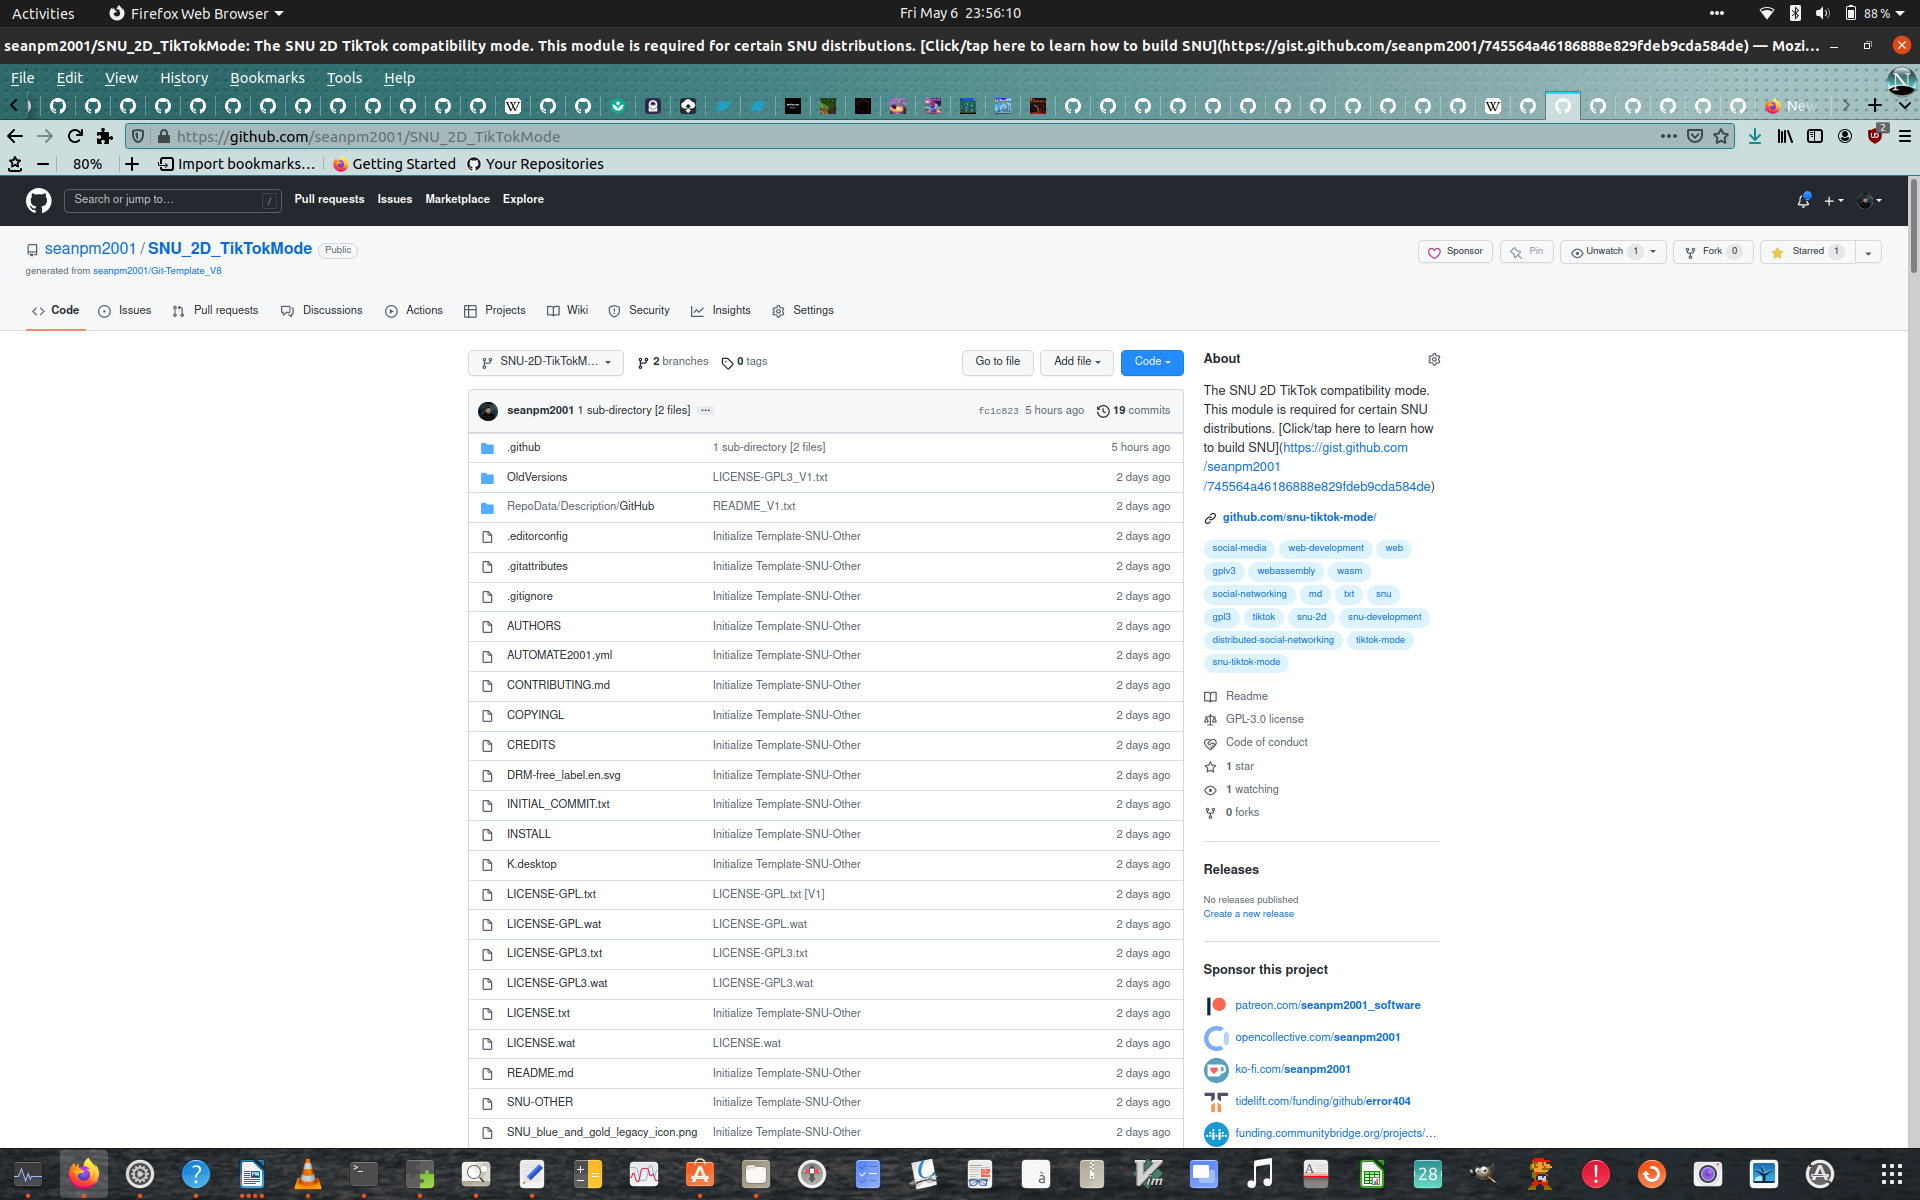 Activities Firefox Web Browser Fri May 6 23:56:10 88 %
seanpm2001/SNU_2D_TikTokMode: The SNU 2D TikTok compatibility mode. This module is required for certain SNU distributions. [Click/tap here to learn how to build SNU](https://gist.github.com/seanpm2001/745564a46186888e829fdeb9cda584de) — Mozi...
File Edit View History Bookmarks Tools Help
https://github.com/seanpm2001/SNU_2D_TikTokMode 2
80% Import bookmarks... Getting Started Your Repositories
Search or jump to... / Pull requests Issues Marketplace Explore
seanpm2001 / SNU_2D_TikTokMode Public Sponsor Pin Unwatch 1 Fork 0 Starred 1
generated from seanpm2001/Git-Template_V8
Code Issues Pull requests Discussions Actions Projects Wiki Security Insights Settings
SNU-2D-TikTokM... 2 branches 0 tags Go to file Add file Code
seanpm2001 1 sub-directory [2 files] ... fc1c823 5 hours ago 19 commits
.github 1 sub-directory [2 files] 5 hours ago
OldVersions LICENSE-GPL3_V1.txt 2 days ago
RepoData/Description/GitHub README_V1.txt 2 days ago
.editorconfig Initialize Template-SNU-Other 2 days ago
.gitattributes Initialize Template-SNU-Other 2 days ago
.gitignore Initialize Template-SNU-Other 2 days ago
AUTHORS Initialize Template-SNU-Other 2 days ago
AUTOMATE2001.yml Initialize Template-SNU-Other 2 days ago
CONTRIBUTING.md Initialize Template-SNU-Other 2 days ago
COPYINGL Initialize Template-SNU-Other 2 days ago
CREDITS Initialize Template-SNU-Other 2 days ago
DRM-free_label.en.svg Initialize Template-SNU-Other 2 days ago
INITIAL_COMMIT.txt Initialize Template-SNU-Other 2 days ago
INSTALL Initialize Template-SNU-Other 2 days ago
K.desktop Initialize Template-SNU-Other 2 days ago
LICENSE-GPL.txt LICENSE-GPL.txt [V1] 2 days ago
LICENSE-GPL.wat LICENSE-GPL.wat 2 days ago
LICENSE-GPL3.txt LICENSE-GPL3.txt 2 days ago
LICENSE-GPL3.wat LICENSE-GPL3.wat 2 days ago
LICENSE.txt Initialize Template-SNU-Other 2 days ago
LICENSE.wat LICENSE.wat 2 days ago
README.md Initialize Template-SNU-Other 2 days ago
SNU-OTHER Initialize Template-SNU-Other 2 days ago
SNU_blue_and_gold_legacy_icon.png Initialize Template-SNU-Other 2 days ago
About
The SNU 2D TikTok compatibility mode.
This module is required for certain SNU
distributions. [Click/tap here to learn how
to build SNU](https://gist.github.com
/seanpm2001
/745564a46186888e829fdeb9cda584de)
github.com/snu-tiktok-mode/
social-media web-development web
gplv3 webassembly wasm
social-networking md txt snu
gpl3 tiktok snu-2d snu-development
distributed-social-networking tiktok-mode
snu-tiktok-mode
Readme
GPL-3.0 license
Code of conduct
1 star
1 watching
0 forks
Releases
No releases published
Create a new release
Sponsor this project
patreon.com/seanpm2001_software
opencollective.com/seanpm2001
ko-fi.com/seanpm2001
tidelift.com/funding/github/error404
funding.communitybridge.org/projects/...
28